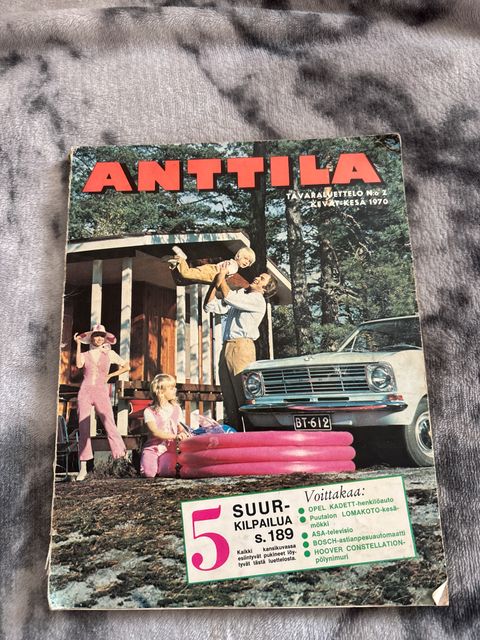 ANTTILA
TAVARALUETTELO N:o 2
KEVÄT-KESÄ 1970
BT-612
5
SUUR-
KILPAILUA
s. 189
Kaikki kansikuvassa
esiintyvät pukineet löy-
tyvät tästä luettelosta.
Voittakaa:
• OPEL KADETT-henkilöauto
• Puutalon LOMAKOTO-kesä-
mökki
• ASA-televisio
• BOSCH-astianpesuautomaatti
• HOOVER CONSTELLATION-
pölynimuri